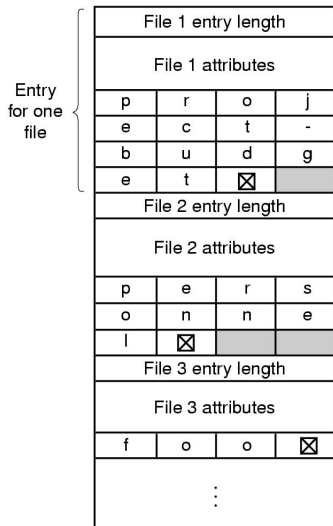 File 1 entry length
Entry
for one
file
File 1 attributes
p r o j
e c t -
b u d g
e t ☒
File 2 entry length
File 2 attributes
p e r s
o n n e
l ☒
File 3 entry length
File 3 attributes
f o o ☒
⋮